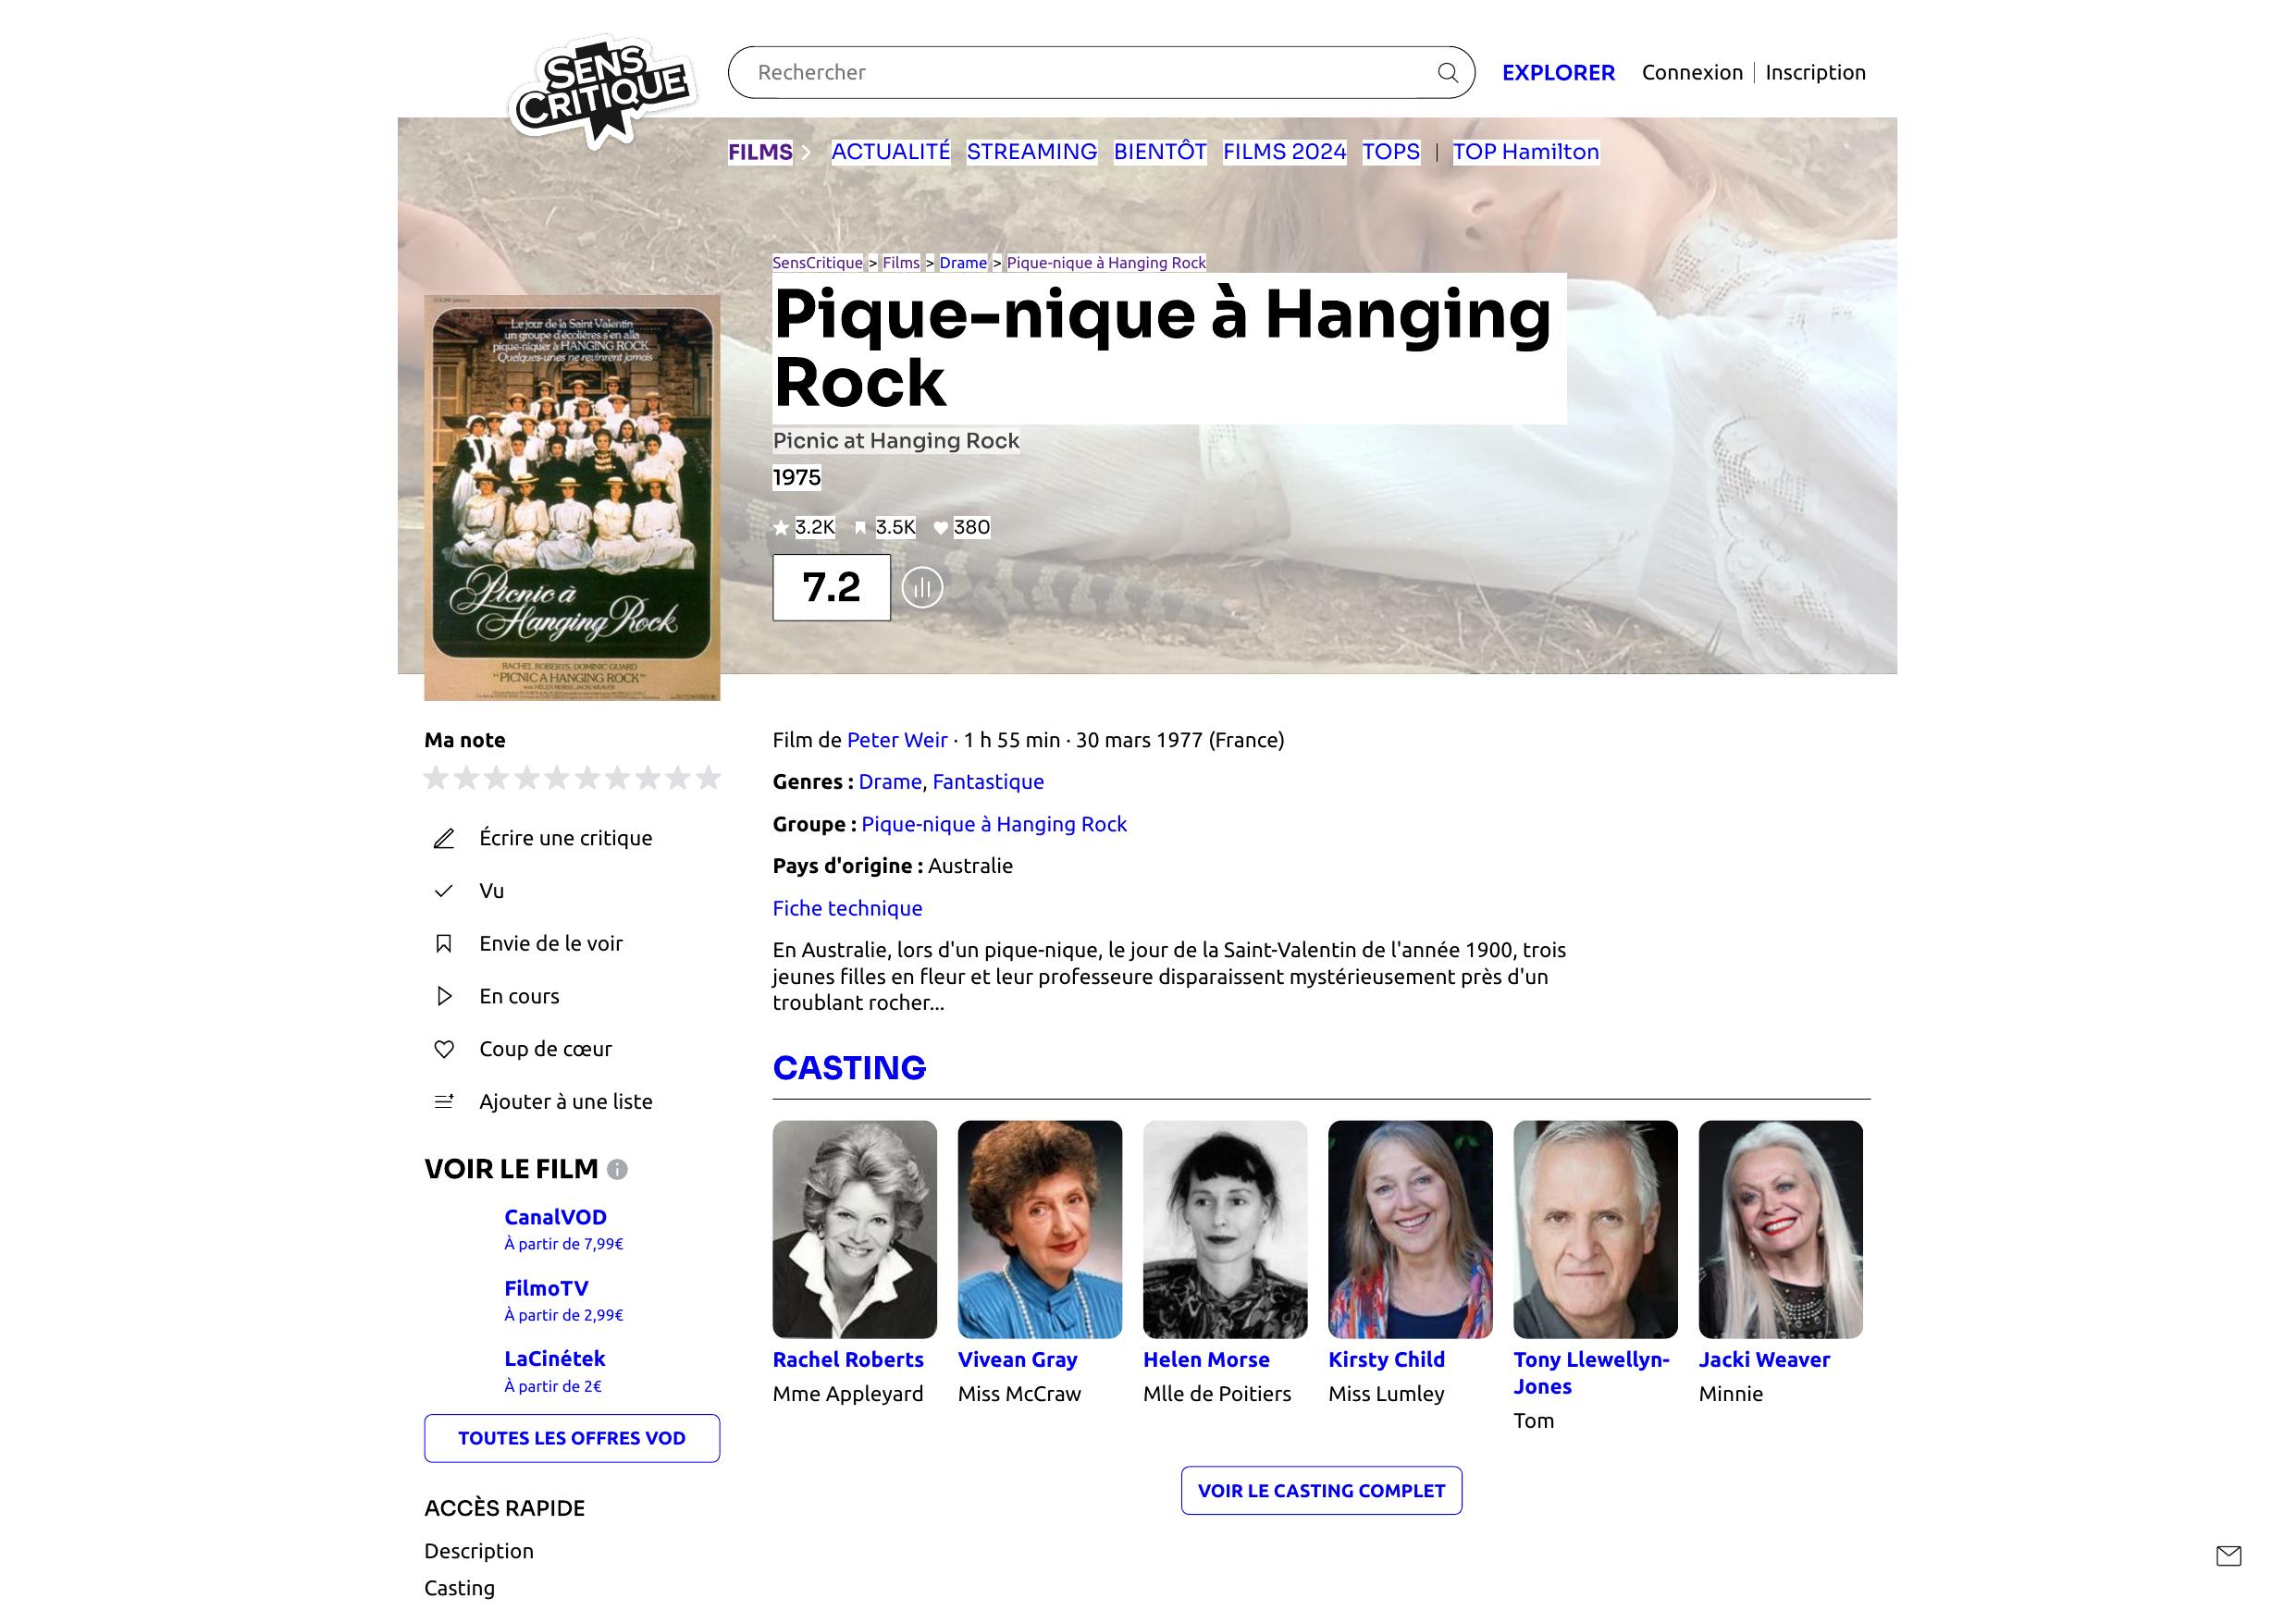 SENS
CRITIQUE
Rechercher
EXPLORER
Connexion | Inscription
FILMS
ACTUALITÉ
STREAMING
BIENTÔT
FILMS 2024
TOPS
|
TOP Hamilton
SensCritique > Films > Drame > Pique-nique à Hanging Rock
Pique-nique à Hanging
Rock
Picnic at Hanging Rock
1975
3.2K
3.5K
380
7.2
Le jour de la Saint Valentin
un groupe d'écolières s'en alla
pique-niquer à HANGING ROCK
...Quelques-unes ne revinrent jamais
Picnic à
Hanging Rock
RACHEL ROBERTS, DOMINIC GUARD
"PICNIC A HANGING ROCK"
Ma note
Écrire une critique
Vu
Envie de le voir
En cours
Coup de cœur
Ajouter à une liste
VOIR LE FILM
CanalVOD
À partir de 7,99€
FilmoTV
À partir de 2,99€
LaCinétek
À partir de 2€
TOUTES LES OFFRES VOD
ACCÈS RAPIDE
Description
Casting
Film de Peter Weir · 1 h 55 min · 30 mars 1977 (France)
Genres : Drame, Fantastique
Groupe : Pique-nique à Hanging Rock
Pays d'origine : Australie
Fiche technique
En Australie, lors d'un pique-nique, le jour de la Saint-Valentin de l'année 1900, trois
jeunes filles en fleur et leur professeure disparaissent mystérieusement près d'un
troublant rocher...
CASTING
Rachel Roberts
Mme Appleyard
Vivean Gray
Miss McCraw
Helen Morse
Mlle de Poitiers
Kirsty Child
Miss Lumley
Tony Llewellyn-
Jones
Tom
Jacki Weaver
Minnie
VOIR LE CASTING COMPLET